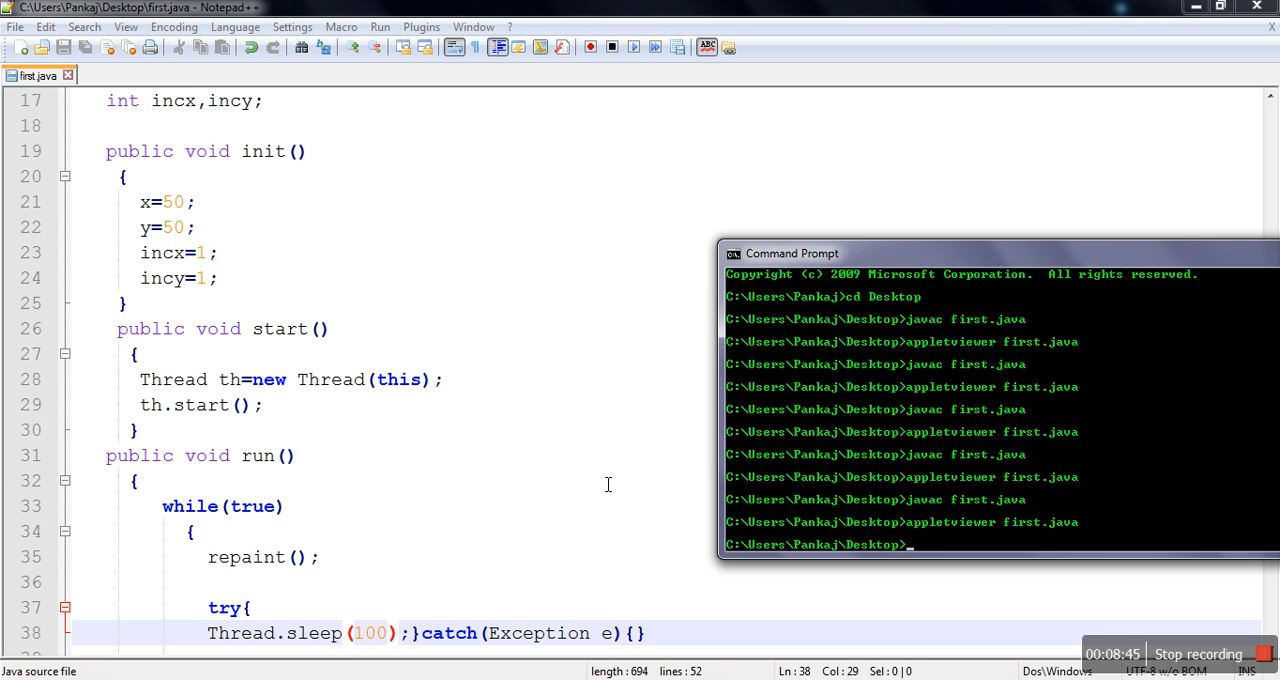 C:\Users\Pankaj\Desktop\first.java - Notepad++
File Edit Search View Encoding Language Settings Macro Run Plugins Window ? X
ABC
first.java
17 int incx,incy;
18
19 public void init()
20 {
21 x=50;
22 y=50;
23 incx=1;
24 incy=1;
25 }
26 public void start()
27 {
28 Thread th=new Thread(this);
29 th.start();
30 }
31 public void run()
32 {
33 while(true)
34 {
35 repaint();
36
37 try{
38 Thread.sleep(100);}catch(Exception e){}
Command Prompt
Copyright (c) 2009 Microsoft Corporation. All rights reserved.
C:\Users\Pankaj>cd Desktop
C:\Users\Pankaj\Desktop>javac first.java
C:\Users\Pankaj\Desktop>appletviewer first.java
C:\Users\Pankaj\Desktop>javac first.java
C:\Users\Pankaj\Desktop>appletviewer first.java
C:\Users\Pankaj\Desktop>javac first.java
C:\Users\Pankaj\Desktop>appletviewer first.java
C:\Users\Pankaj\Desktop>javac first.java
C:\Users\Pankaj\Desktop>appletviewer first.java
C:\Users\Pankaj\Desktop>javac first.java
C:\Users\Pankaj\Desktop>appletviewer first.java
C:\Users\Pankaj\Desktop>_
00:08:45 Stop recording
Java source file length : 694 lines : 52 Ln : 38 Col : 29 Sel : 0 | 0 Dos\Windows UTF-8 w/o BOM INS